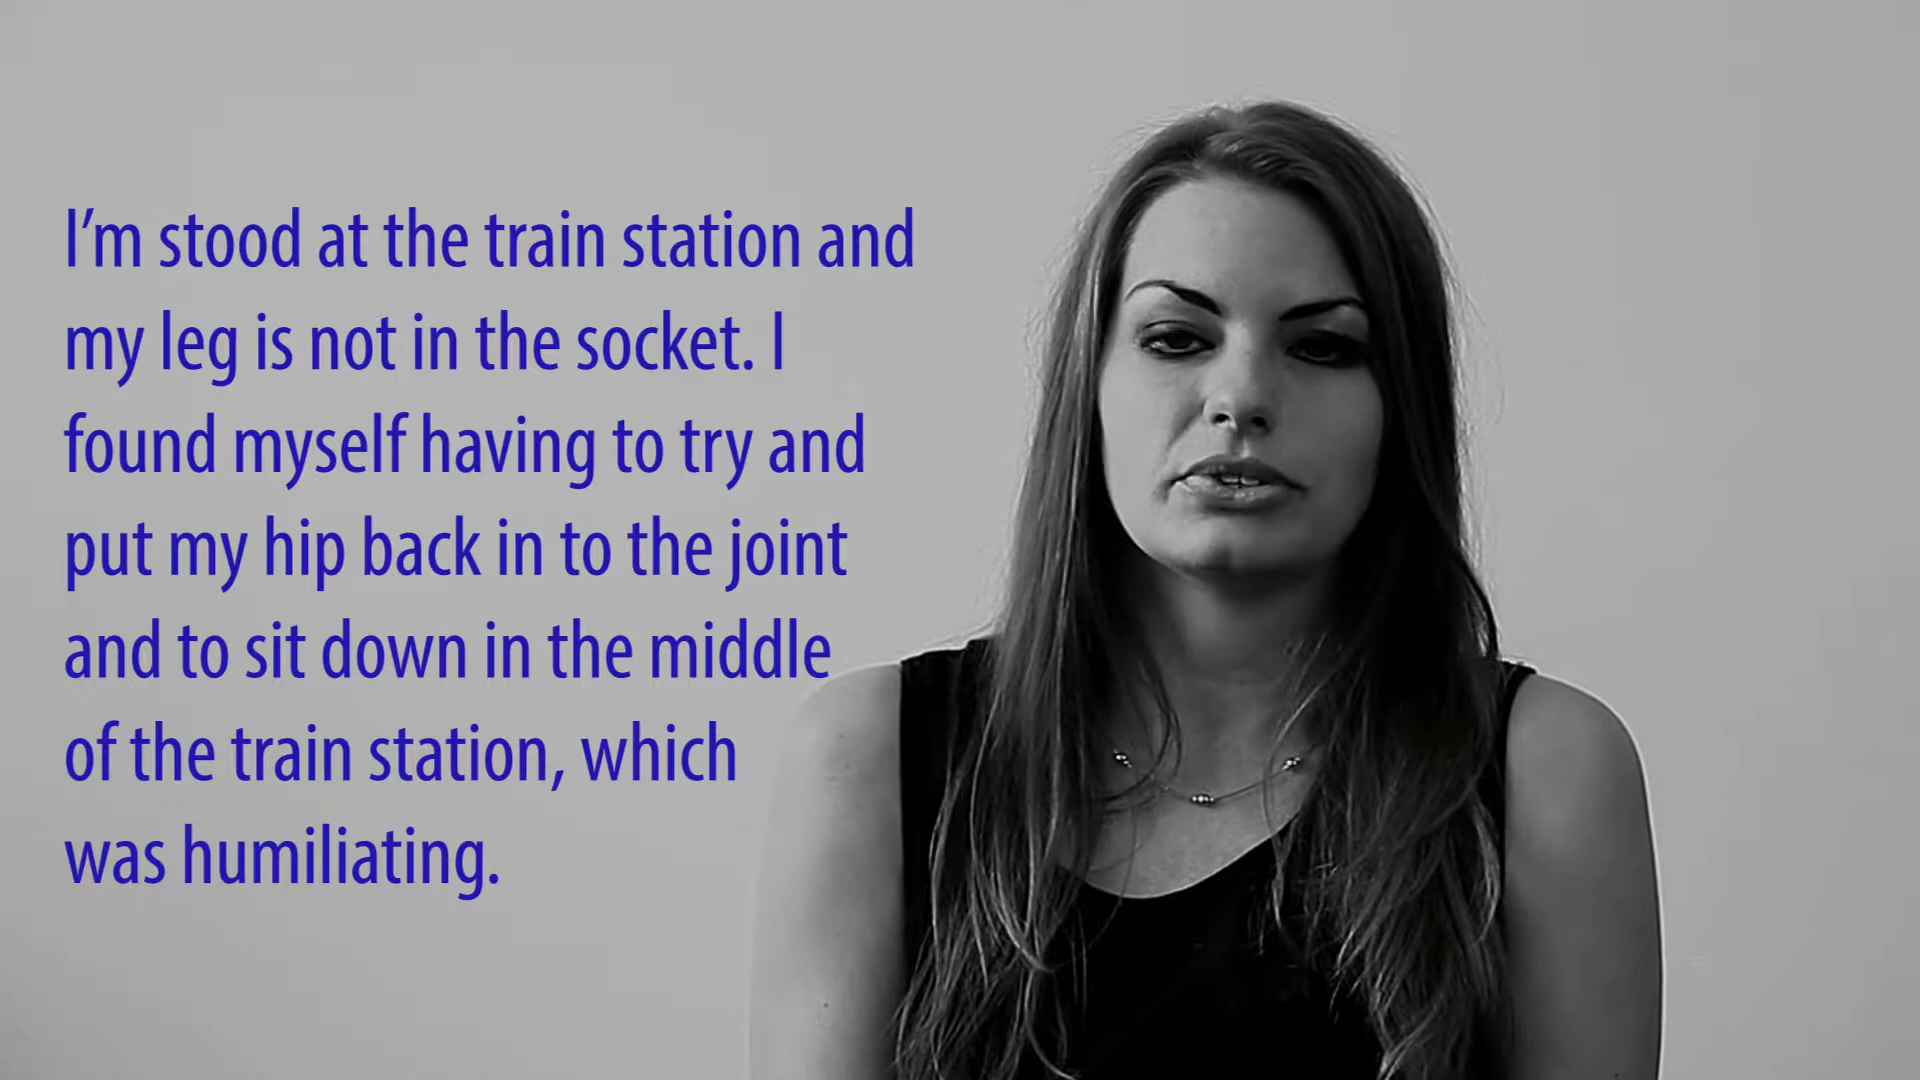 I’m stood at the train station and
my leg is not in the socket. I
found myself having to try and
put my hip back in to the joint
and to sit down in the middle
of the train station, which
was humiliating.